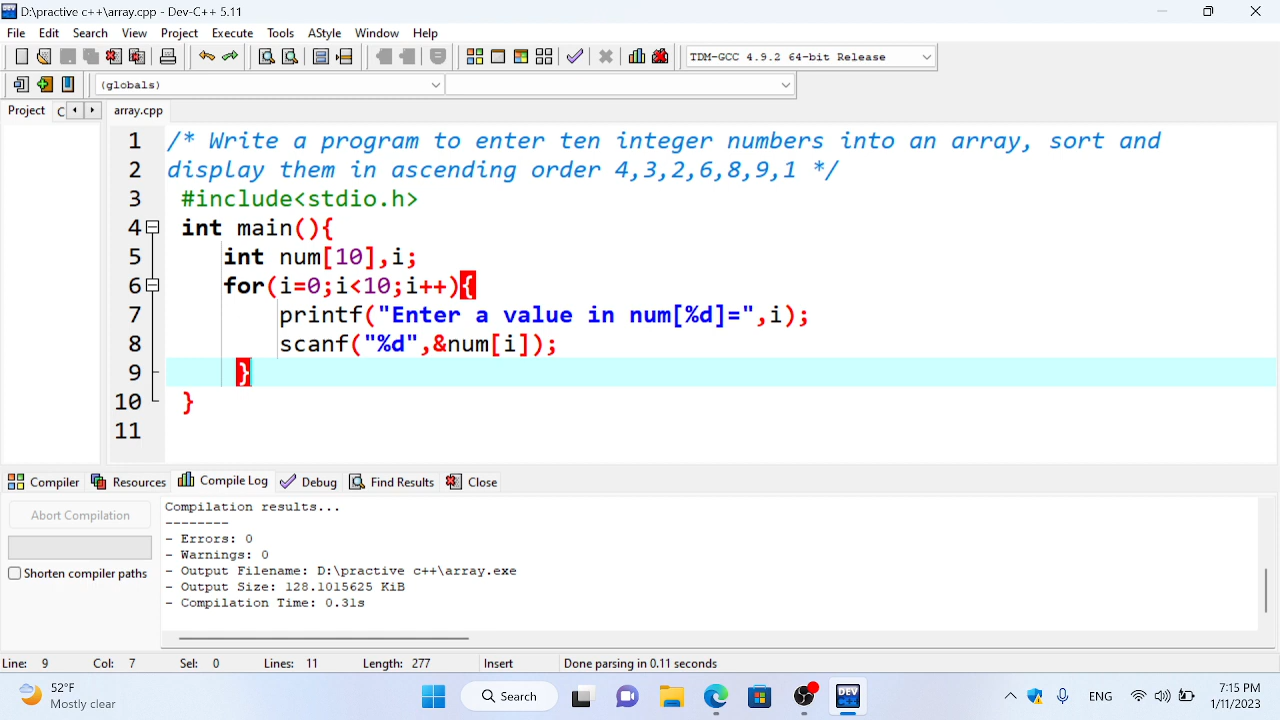 D:\practive c++\array.cpp - Dev-C++ 5.11
File Edit Search View Project Execute Tools AStyle Window Help
TDM-GCC 4.9.2 64-bit Release
(globals)
Project C array.cpp
1 /* Write a program to enter ten integer numbers into an array, sort and
2 display them in ascending order 4,3,2,6,8,9,1 */
3 #include<stdio.h>
4 int main(){
5 int num[10],i;
6 for(i=0;i<10;i++){
7 printf("Enter a value in num[%d]=",i);
8 scanf("%d",&num[i]);
9 }
10 }
11
Compiler Resources Compile Log Debug Find Results Close
Abort Compilation
Shorten compiler paths
Compilation results...
--------
- Errors: 0
- Warnings: 0
- Output Filename: D:\practive c++\array.exe
- Output Size: 128.1015625 KiB
- Compilation Time: 0.31s
Line: 9 Col: 7 Sel: 0 Lines: 11 Length: 277 Insert Done parsing in 0.11 seconds
52°F
Mostly clear
Search
DEV
ENG
7:15 PM
1/11/2023